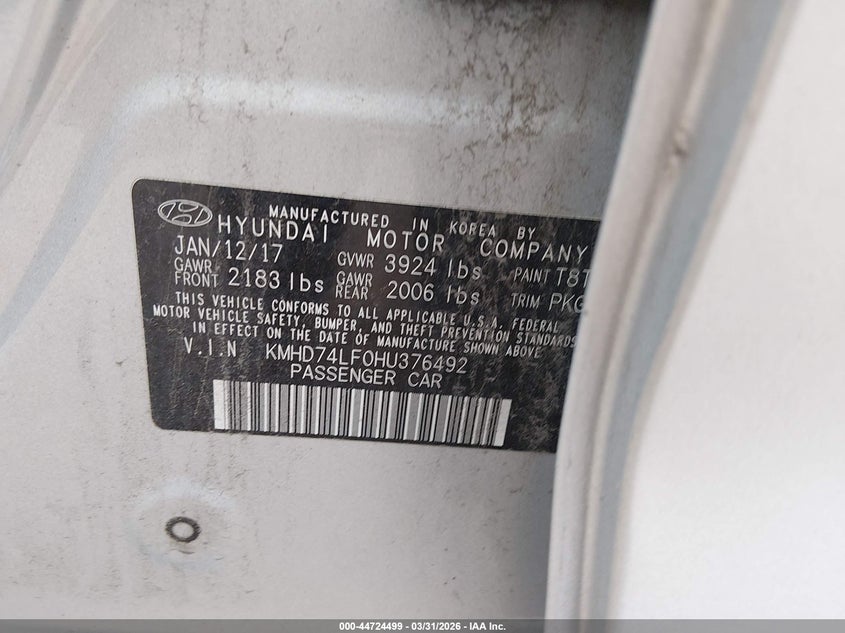 MANUFACTURED IN KOREA BY
HYUNDAI MOTOR COMPANY
JAN/12/17 GVWR 3924 lbs PAINT T8T
GAWR FRONT 2183 lbs GAWR REAR 2006 lbs TRIM PKG
THIS VEHICLE CONFORMS TO ALL APPLICABLE U.S.A. FEDERAL
MOTOR VEHICLE SAFETY, BUMPER, AND THEFT PREVENTION STANDARDS
IN EFFECT ON THE DATE OF MANUFACTURE SHOWN ABOVE.
V.I.N KMHD74LF0HU376492
PASSENGER CAR
000-44724499 - 03/31/2026 - IAA Inc.